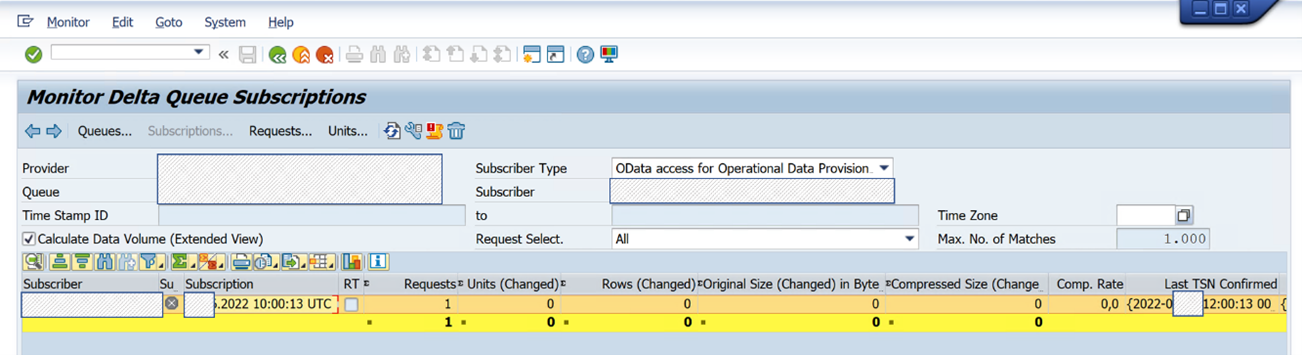 Monitor Edit Goto System Help
Monitor Delta Queue Subscriptions
Queues... Subscriptions... Requests... Units...
Provider Subscriber Type OData access for Operational Data Provision
Queue Subscriber
Time Stamp ID to Time Zone
Calculate Data Volume (Extended View) Request Select. All Max. No. of Matches 1.000
Subscriber Su Subscription RT Requests Units (Changed) Rows (Changed) Original Size (Changed) in Byte Compressed Size (Change Comp. Rate Last TSN Confirmed
.2022 10:00:13 UTC 1 0 0 0 0 0,0 {2022-0 12:00:13 00 {
1 0 0 0 0